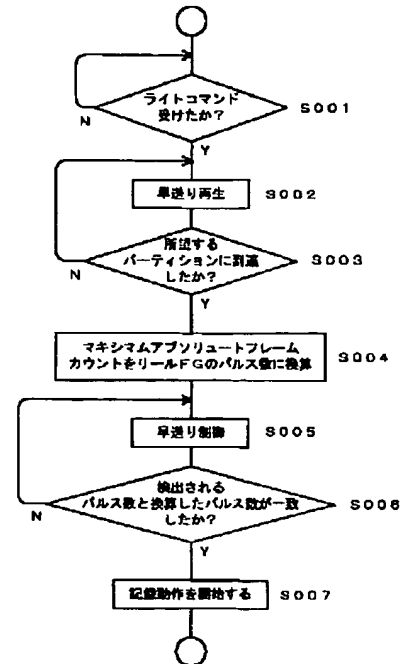 ライトコマンド
受けたか?
S001
N
Y
早送り再生
S002
所望する
パーティションに到達
したか?
S003
N
Y
マキシマムアブソリュートフレーム
カウントをリールFGのパルス数に換算
S004
早送り制御
S005
検出される
パルス数と換算したパルス数が一致
したか?
S006
N
Y
記録動作を開始する
S007